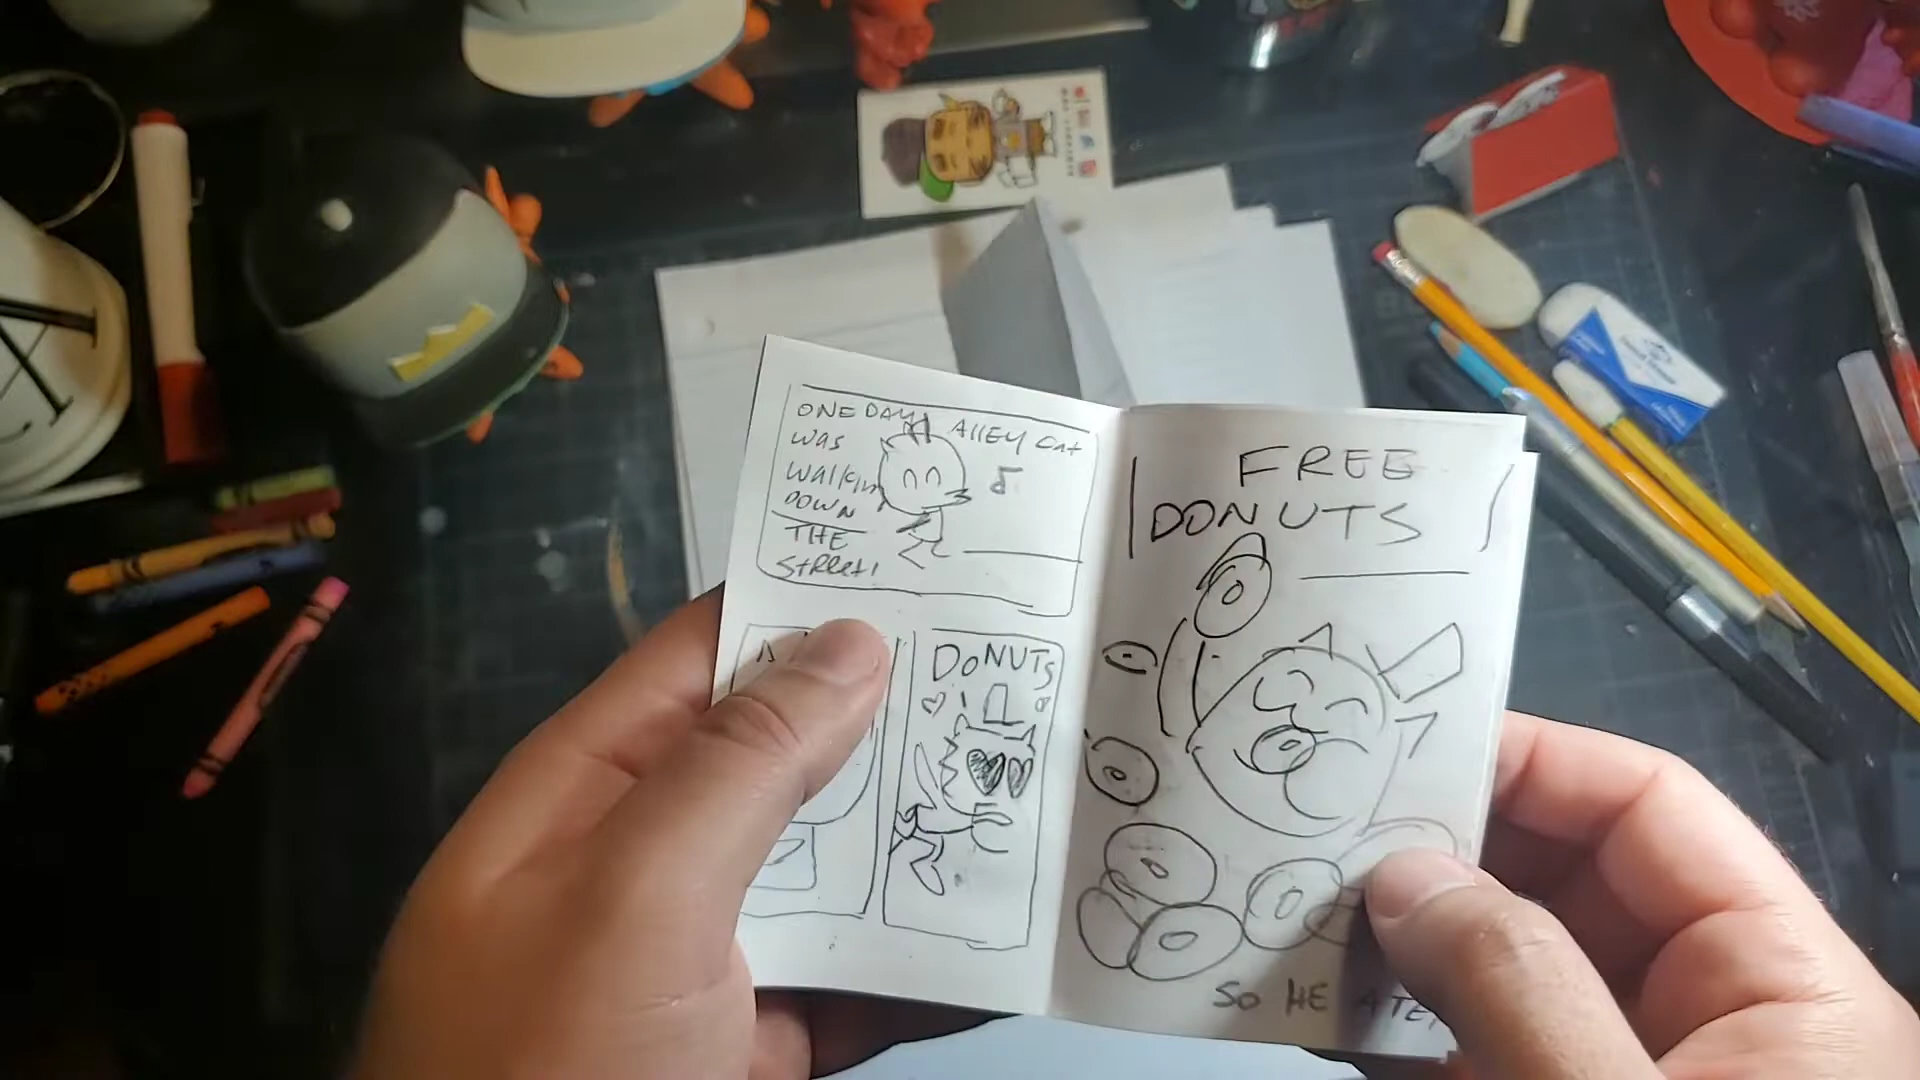 ONE DAY Alley Cat
was
walkin
DOWN
THE
Street!
DONUTS
FREE
DONUTS
SO HE ATE